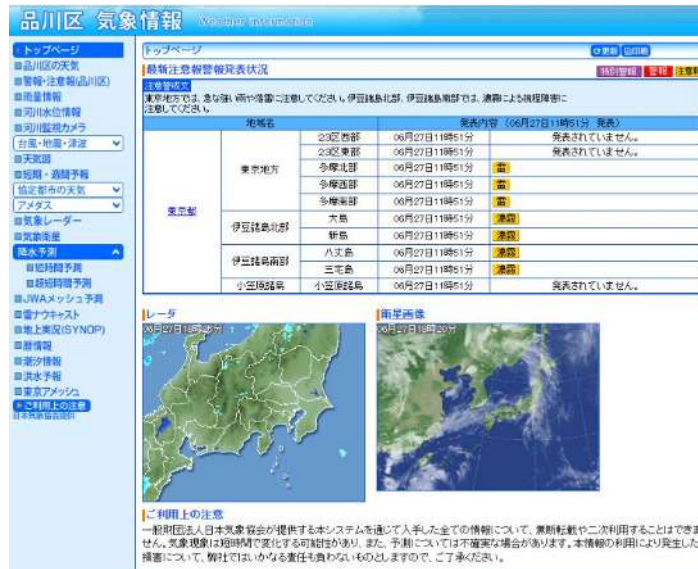 品川区 気象情報 Weather information
トップページ
品川区の天気
警報・注意報(品川区)
雨量情報
河川水位情報
河川監視カメラ
台風・地震・津波
天気図
短期・週間予報
協定都市の天気
アメダス
気象レーダー
気象衛星
降水予測
短時間予測
超短時間予測
JWAメッシュ予測
雷ナウキャスト
地上実況(SYNOP)
暦情報
潮汐情報
洪水予報
東京アメッシュ
ご利用上の注意
日本気象協会提供
トップページ
更新 印刷
最新注意報警報発表状況
特別警報 警報 注意報
注意警戒文
東京地方では、急な強い雨や落雷に注意してください。伊豆諸島北部、伊豆諸島南部では、濃霧による視程障害に
注意してください。
地域名 発表内容 (06月27日11時51分 発表)
東京都
東京地方
23区西部 06月27日11時51分 発表されていません。
23区東部 06月27日11時51分 発表されていません。
多摩北部 06月27日11時51分 雷
多摩西部 06月27日11時51分 雷
多摩南部 06月27日11時51分 雷
伊豆諸島北部
大島 06月27日11時51分 濃霧
新島 06月27日11時51分 濃霧
伊豆諸島南部
八丈島 06月27日11時51分 濃霧
三宅島 06月27日11時51分 濃霧
小笠原諸島 小笠原諸島 06月27日11時51分 発表されていません。
レーダ
衛星画像
ご利用上の注意
一般財団法人日本気象協会が提供する本システムを通じて入手した全ての情報について、無断転載や二次利用することはできま
せん。気象現象は短時間で変化する可能性があり、また、予測については不確実な場合があります。本情報の利用により発生した
損害について、弊社ではいかなる責任も負わないものとしますので、ご了承ください。